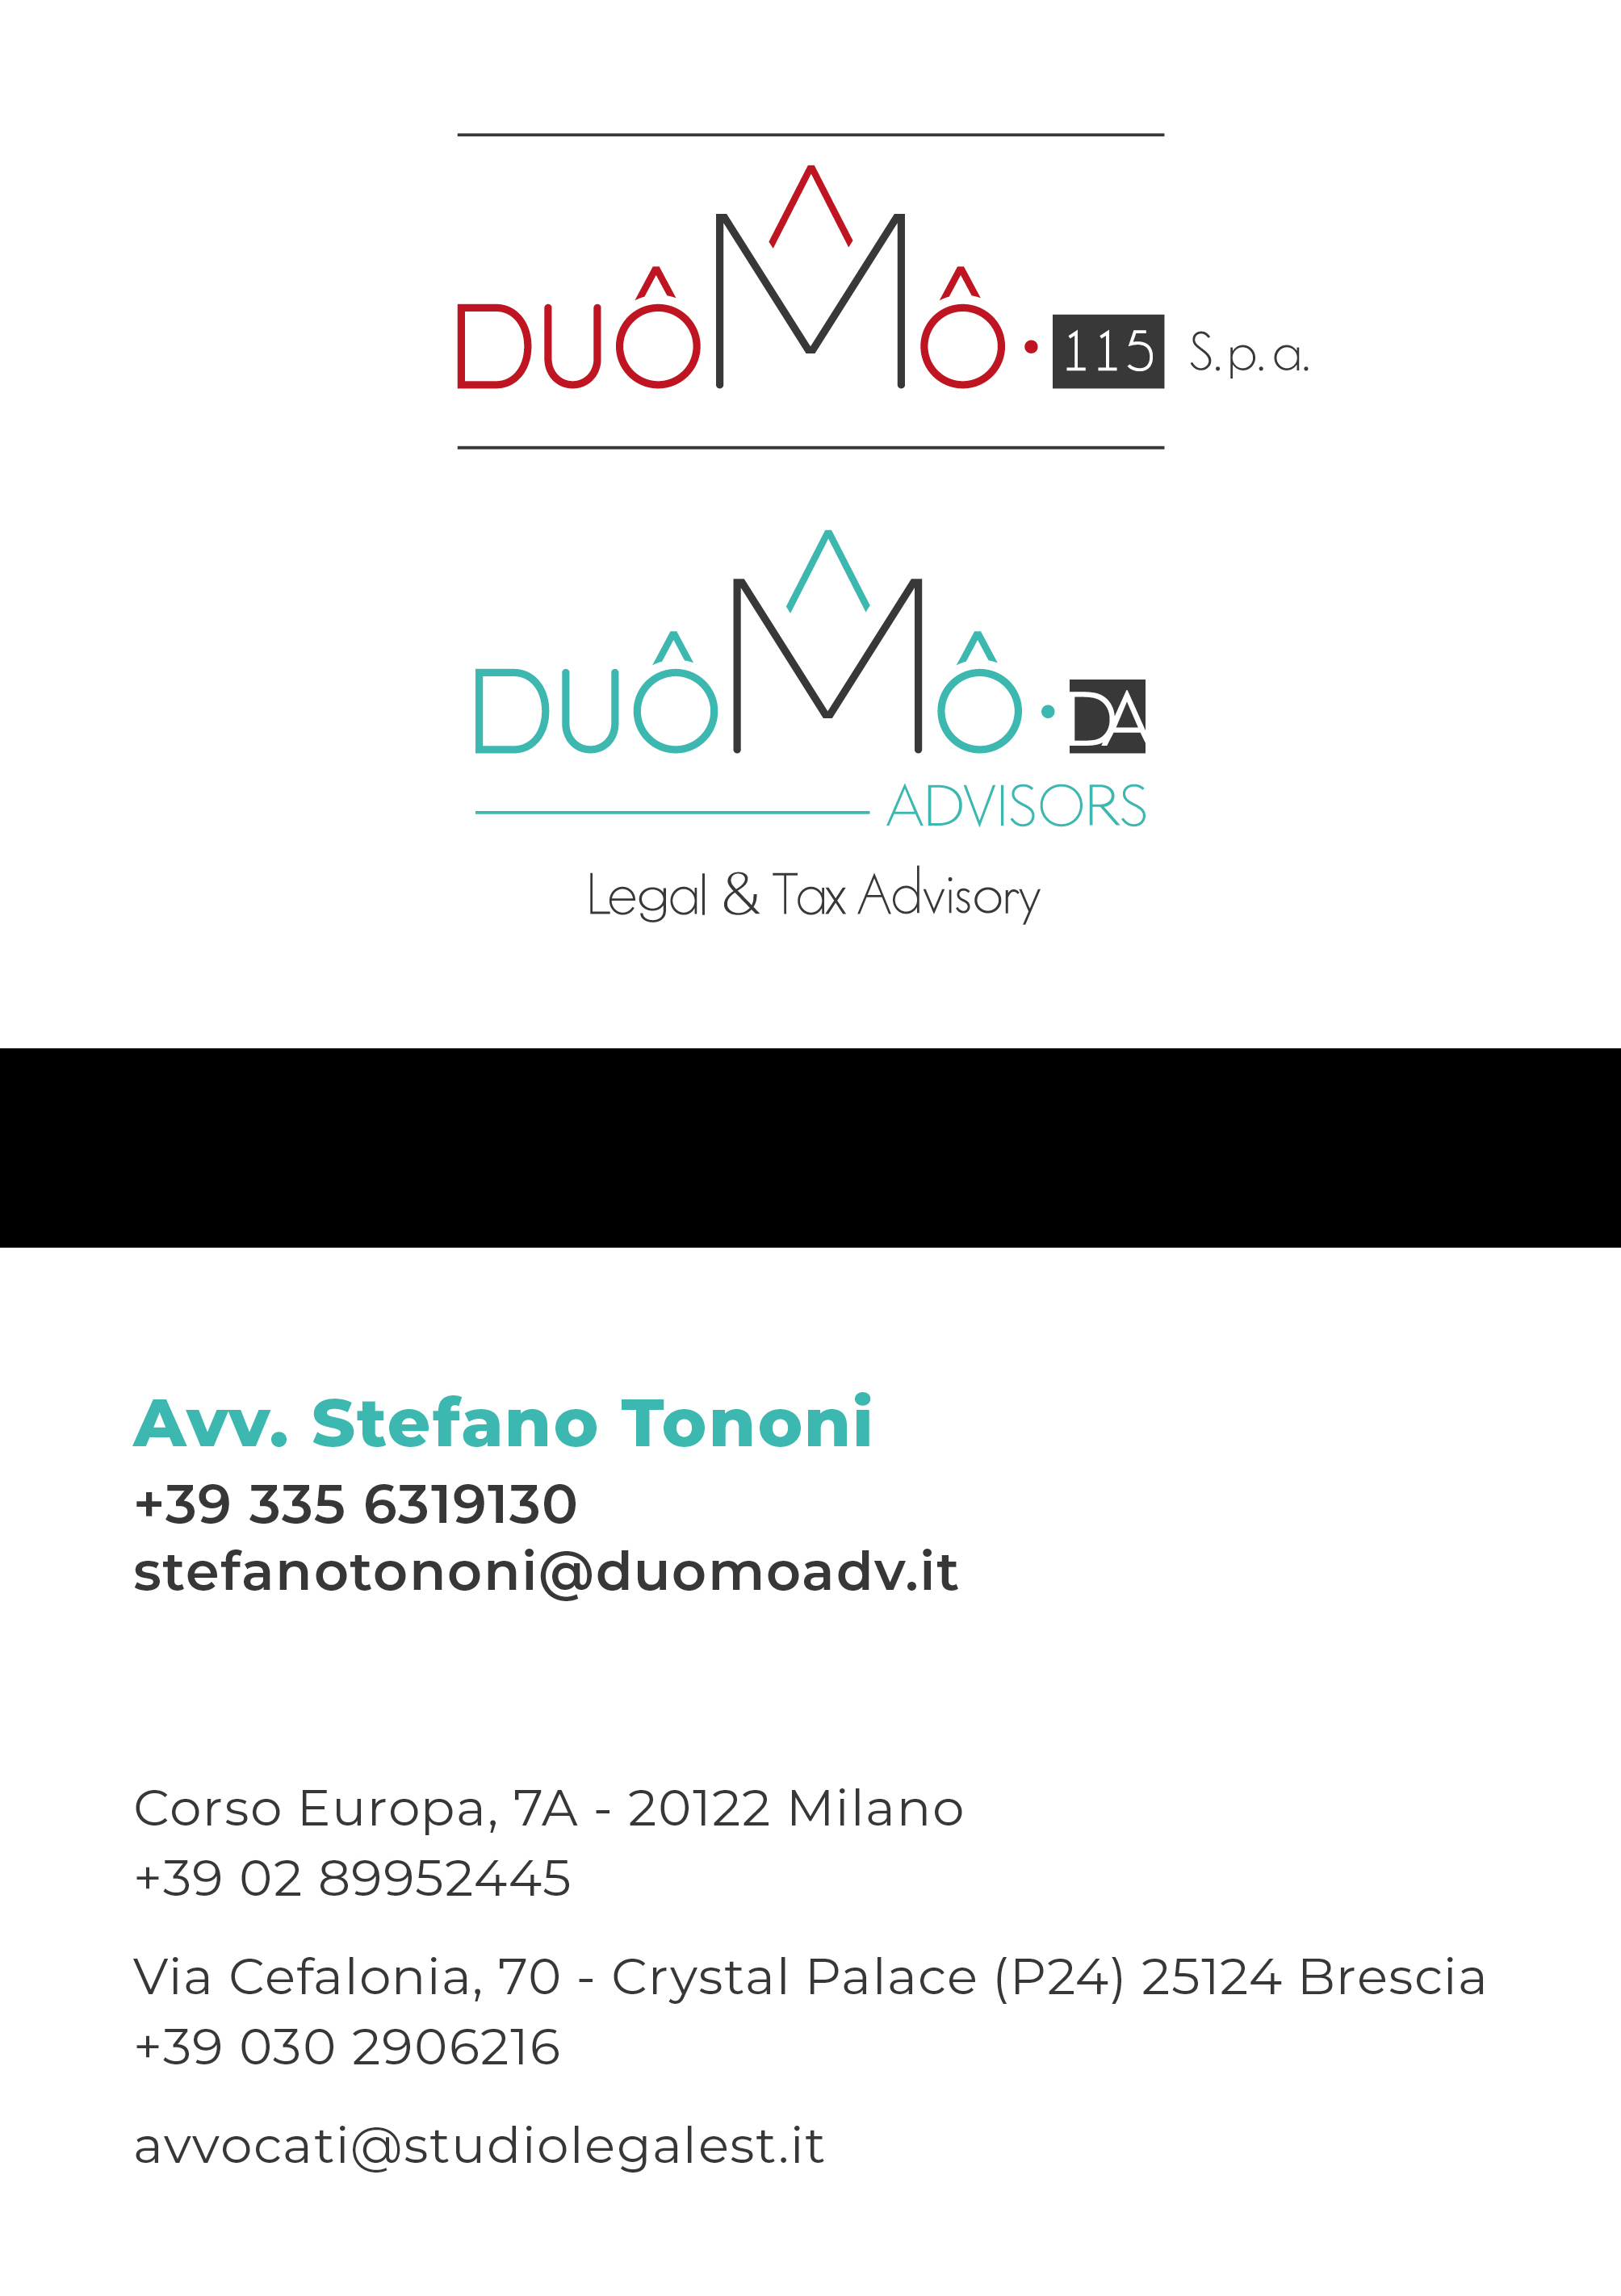 DUÔMÔ · 115 S.p.a.
DUÔMÔ · DA
ADVISORS
Legal & Tax Advisory
Avv. Stefano Tononi
+39 335 6319130
stefanotononi@duomoadv.it
Corso Europa, 7A - 20122 Milano
+39 02 89952445
Via Cefalonia, 70 - Crystal Palace (P24) 25124 Brescia
+39 030 2906216
avvocati@studiolegalest.it